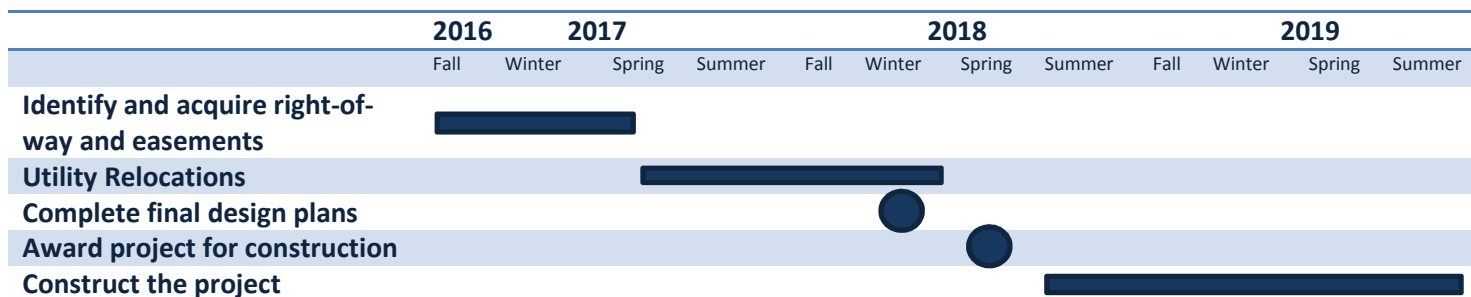 2016 2017 2018 2019
Fall Winter Spring Summer Fall Winter Spring Summer Fall Winter Spring Summer
Identify and acquire right-of-
way and easements
Utility Relocations
Complete final design plans
Award project for construction
Construct the project